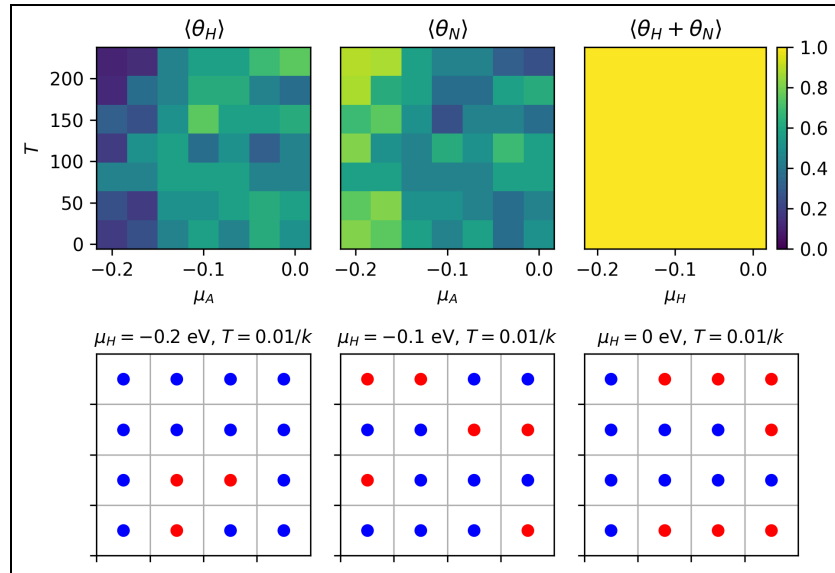 ⟨θ_H⟩ ⟨θ_N⟩ ⟨θ_H + θ_N⟩
T
200
150
100
50
0
−0.2 −0.1 0.0
−0.2 −0.1 0.0
−0.2 −0.1 0.0
μ_A μ_A μ_H
1.0
0.8
0.6
0.4
0.2
0.0
μ_H = −0.2 eV, T = 0.01/k
μ_H = −0.1 eV, T = 0.01/k
μ_H = 0 eV, T = 0.01/k